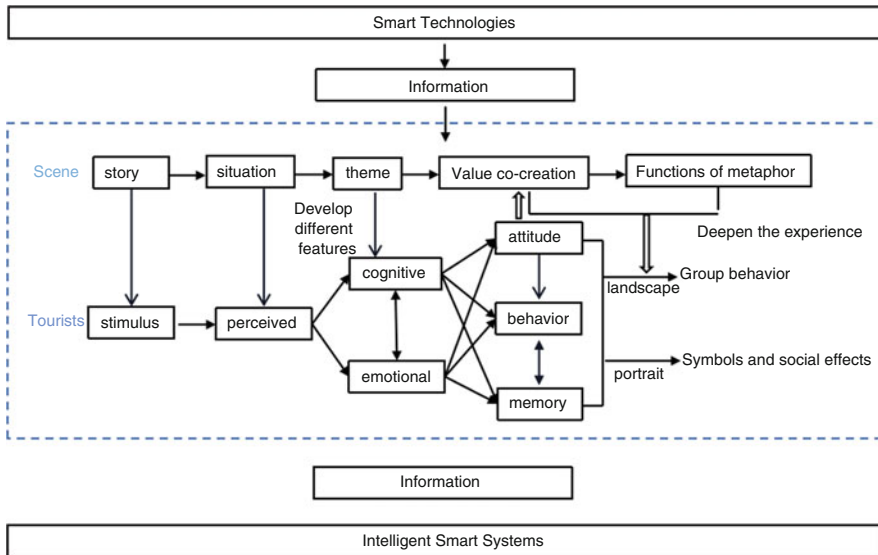 Smart Technologies
Information
Scene
story
situation
theme
Value co-creation
Functions of metaphor
Develop
different
features
attitude
Deepen the experience
cognitive
landscape
Group behavior
Tourists
stimulus
perceived
behavior
emotional
portrait
Symbols and social effects
memory
Information
Intelligent Smart Systems